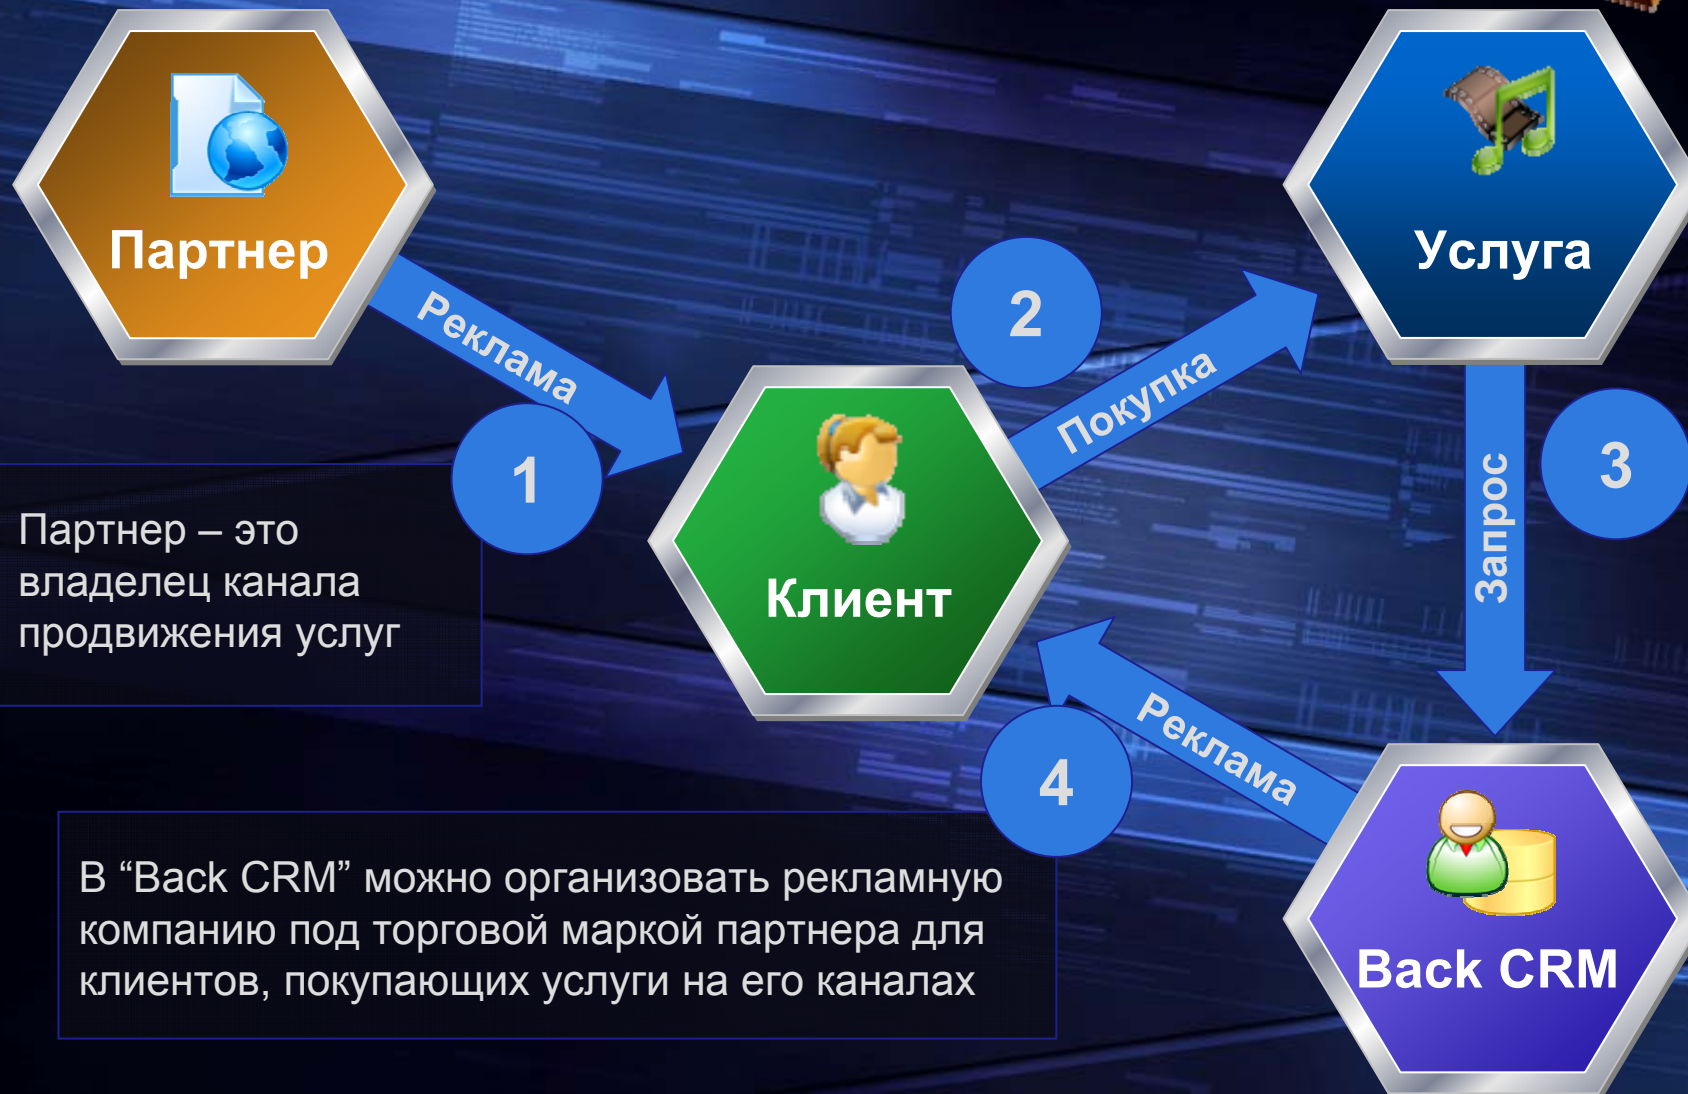 Партнер
Услуга
Реклама
2
Покупка
1
3
Запрос
Партнер – это
владелец канала
продвижения услуг
Клиент
Реклама
4
В “Back CRM” можно организовать рекламную
компанию под торговой маркой партнера для
клиентов, покупающих услуги на его каналах
Back CRM